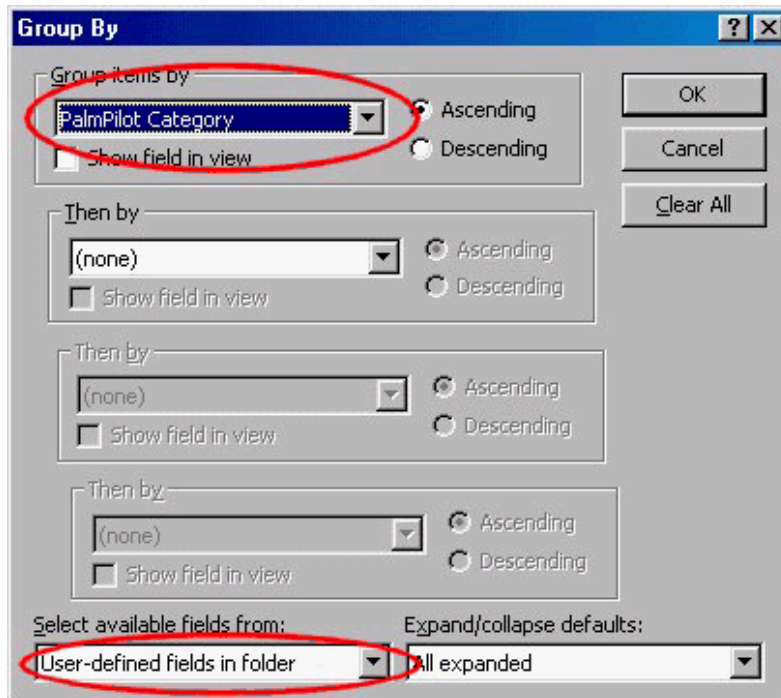 Group By
Group items by
PalmPilot Category
Ascending
OK
Show field in view
Descending
Cancel
Clear All
Then by
(none)
Ascending
Show field in view
Descending
Then by
(none)
Ascending
Show field in view
Descending
Then by
(none)
Ascending
Show field in view
Descending
Select available fields from:
Expand/collapse defaults:
User-defined fields in folder
All expanded